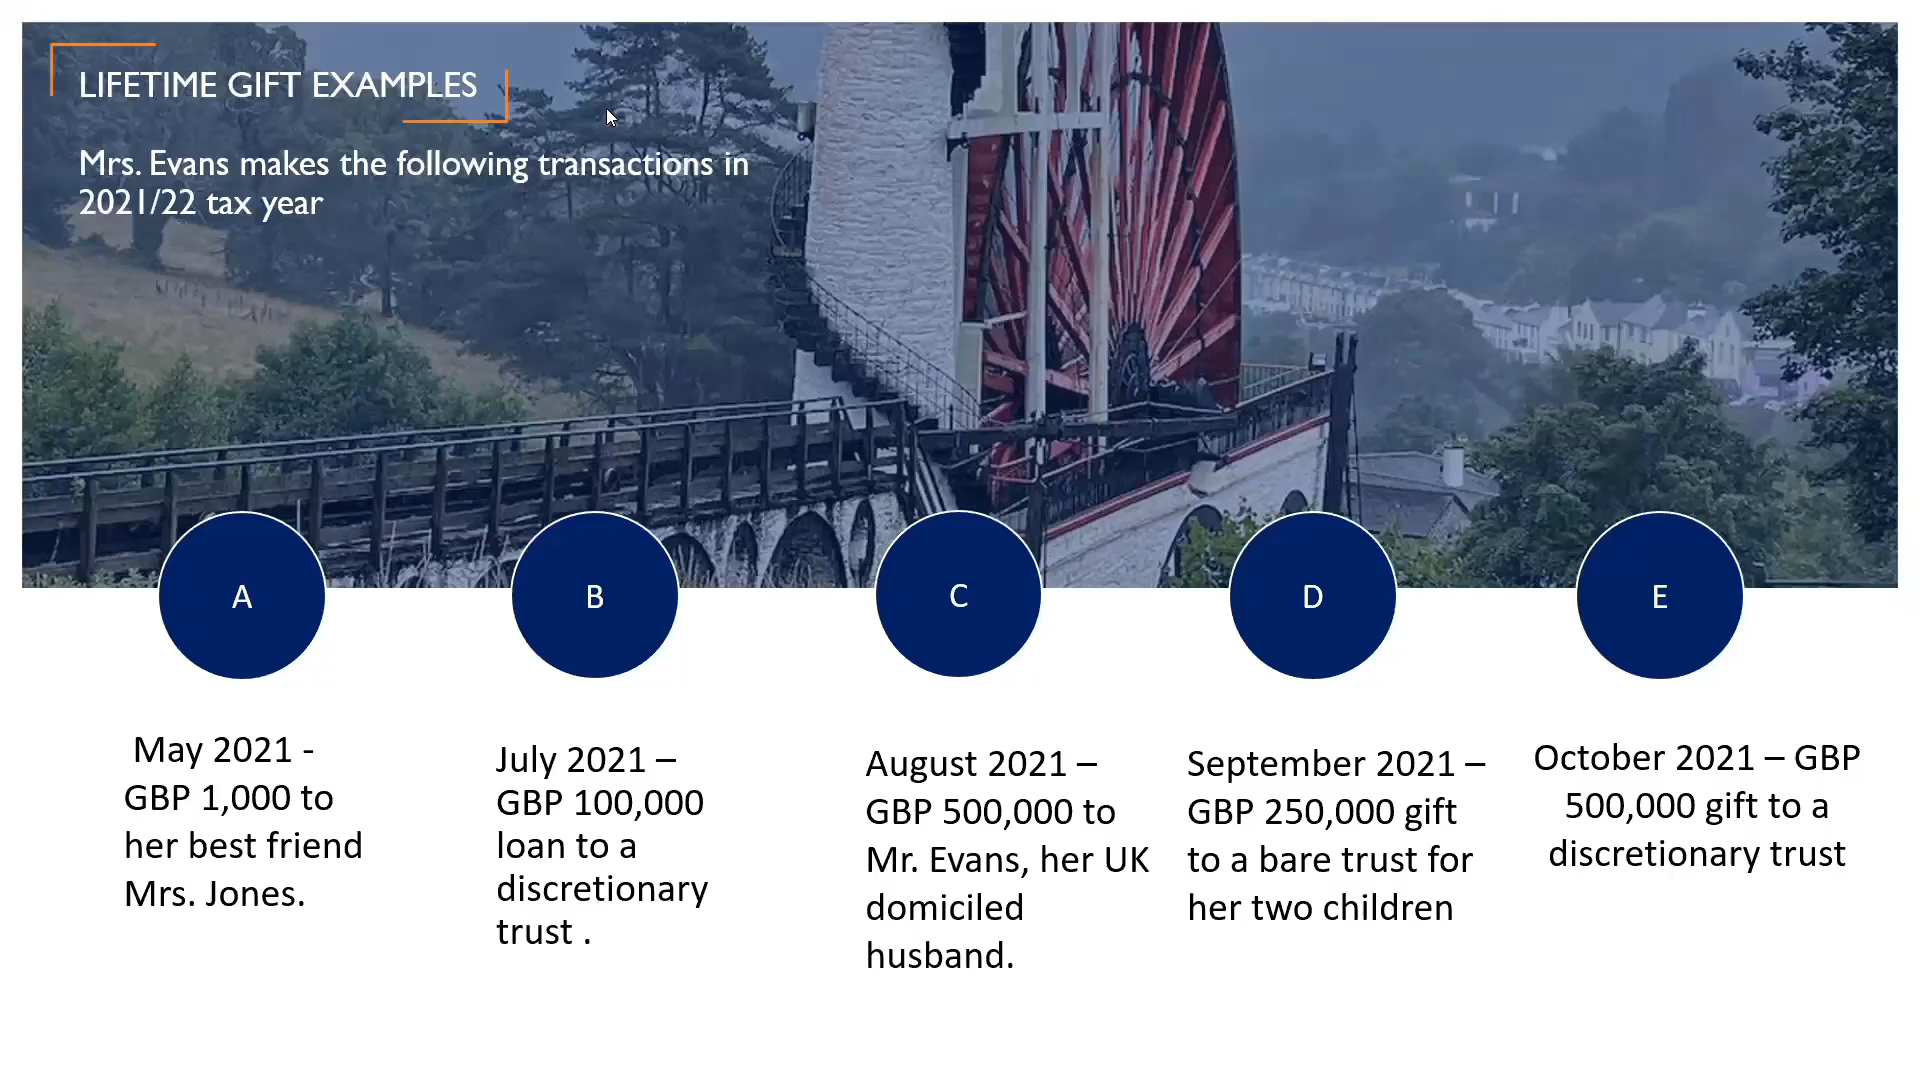 LIFETIME GIFT EXAMPLES
Mrs. Evans makes the following transactions in
2021/22 tax year
A
B
C
D
E
May 2021 -
GBP 1,000 to
her best friend
Mrs. Jones.
July 2021 –
GBP 100,000
loan to a
discretionary
trust .
August 2021 –
GBP 500,000 to
Mr. Evans, her UK
domiciled
husband.
September 2021 –
GBP 250,000 gift
to a bare trust for
her two children
October 2021 – GBP
500,000 gift to a
discretionary trust